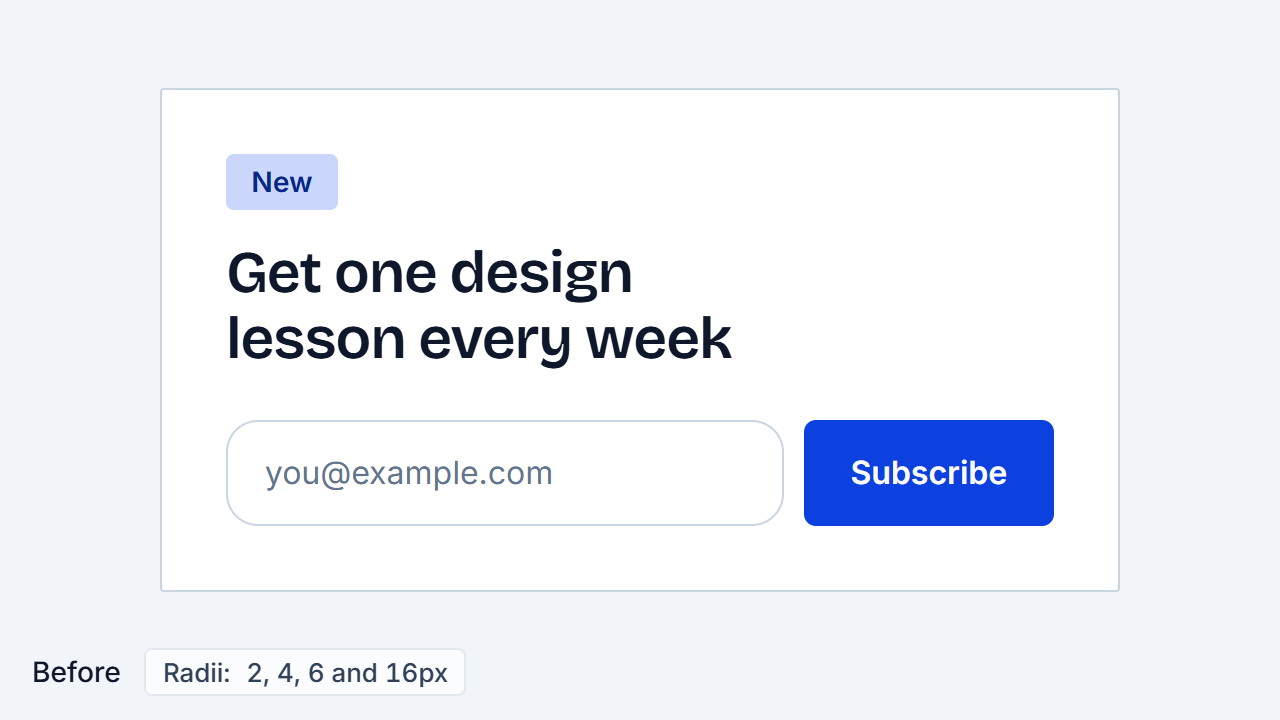 New
Get one design
lesson every week
you@example.com
Subscribe
Before
Radii: 2, 4, 6 and 16px